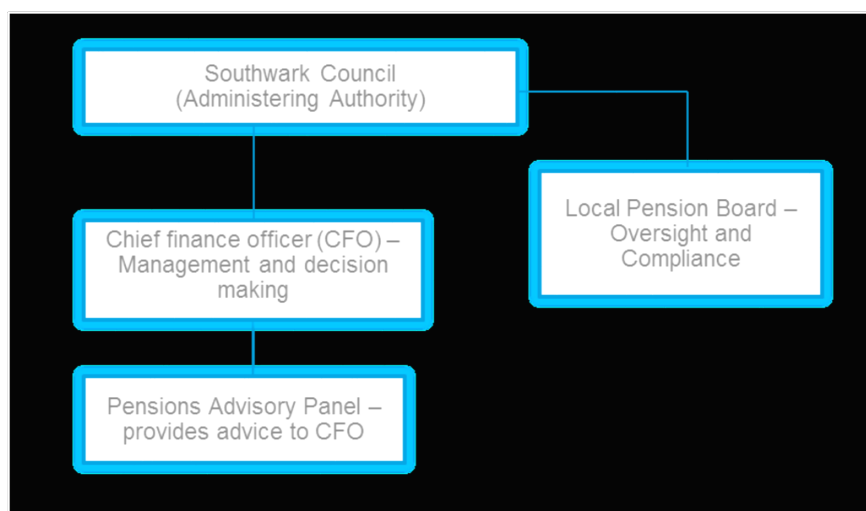 Southwark Council
(Administering Authority)
Chief finance officer (CFO) –
Management and decision
making
Local Pension Board –
Oversight and
Compliance
Pensions Advisory Panel –
provides advice to CFO